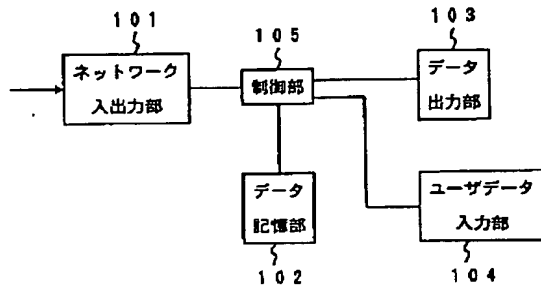 101
ネットワーク
入出力部
105
制御部
103
データ
出力部
データ
記憶部
102
ユーザデータ
入力部
104